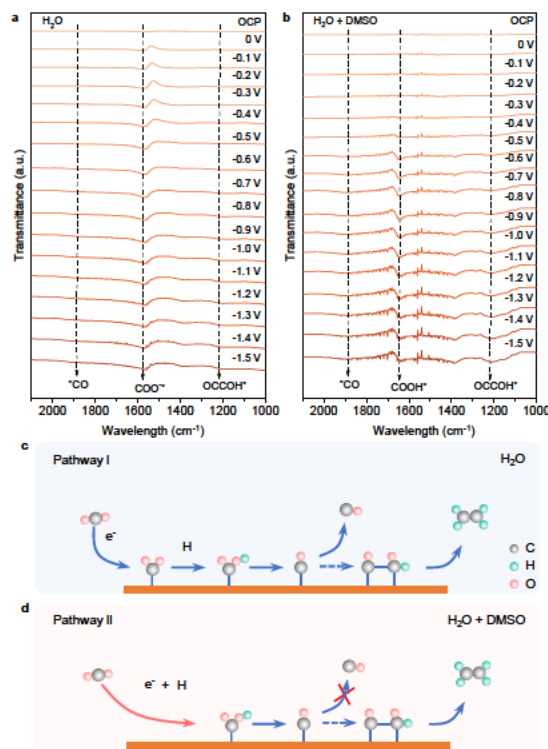 a
H₂O
OCP
0 V
-0.1 V
-0.2 V
-0.3 V
-0.4 V
-0.5 V
-0.6 V
-0.7 V
-0.8 V
-0.9 V
-1.0 V
-1.1 V
-1.2 V
-1.3 V
-1.4 V
-1.5 V
*CO
COO⁻*
OCCOH*
2000 1800 1600 1400 1200 1000
Wavelength (cm⁻¹)
Transmittance (a.u.)
b
H₂O + DMSO
OCP
0 V
-0.1 V
-0.2 V
-0.3 V
-0.4 V
-0.5 V
-0.6 V
-0.7 V
-0.8 V
-0.9 V
-1.0 V
-1.1 V
-1.2 V
-1.3 V
-1.4 V
-1.5 V
*CO
COOH*
OCCOH*
2000 1800 1600 1400 1200 1000
Wavelength (cm⁻¹)
Transmittance (a.u.)
c
Pathway I
H₂O
e⁻
H
C
H
O
d
Pathway II
H₂O + DMSO
e⁻ + H